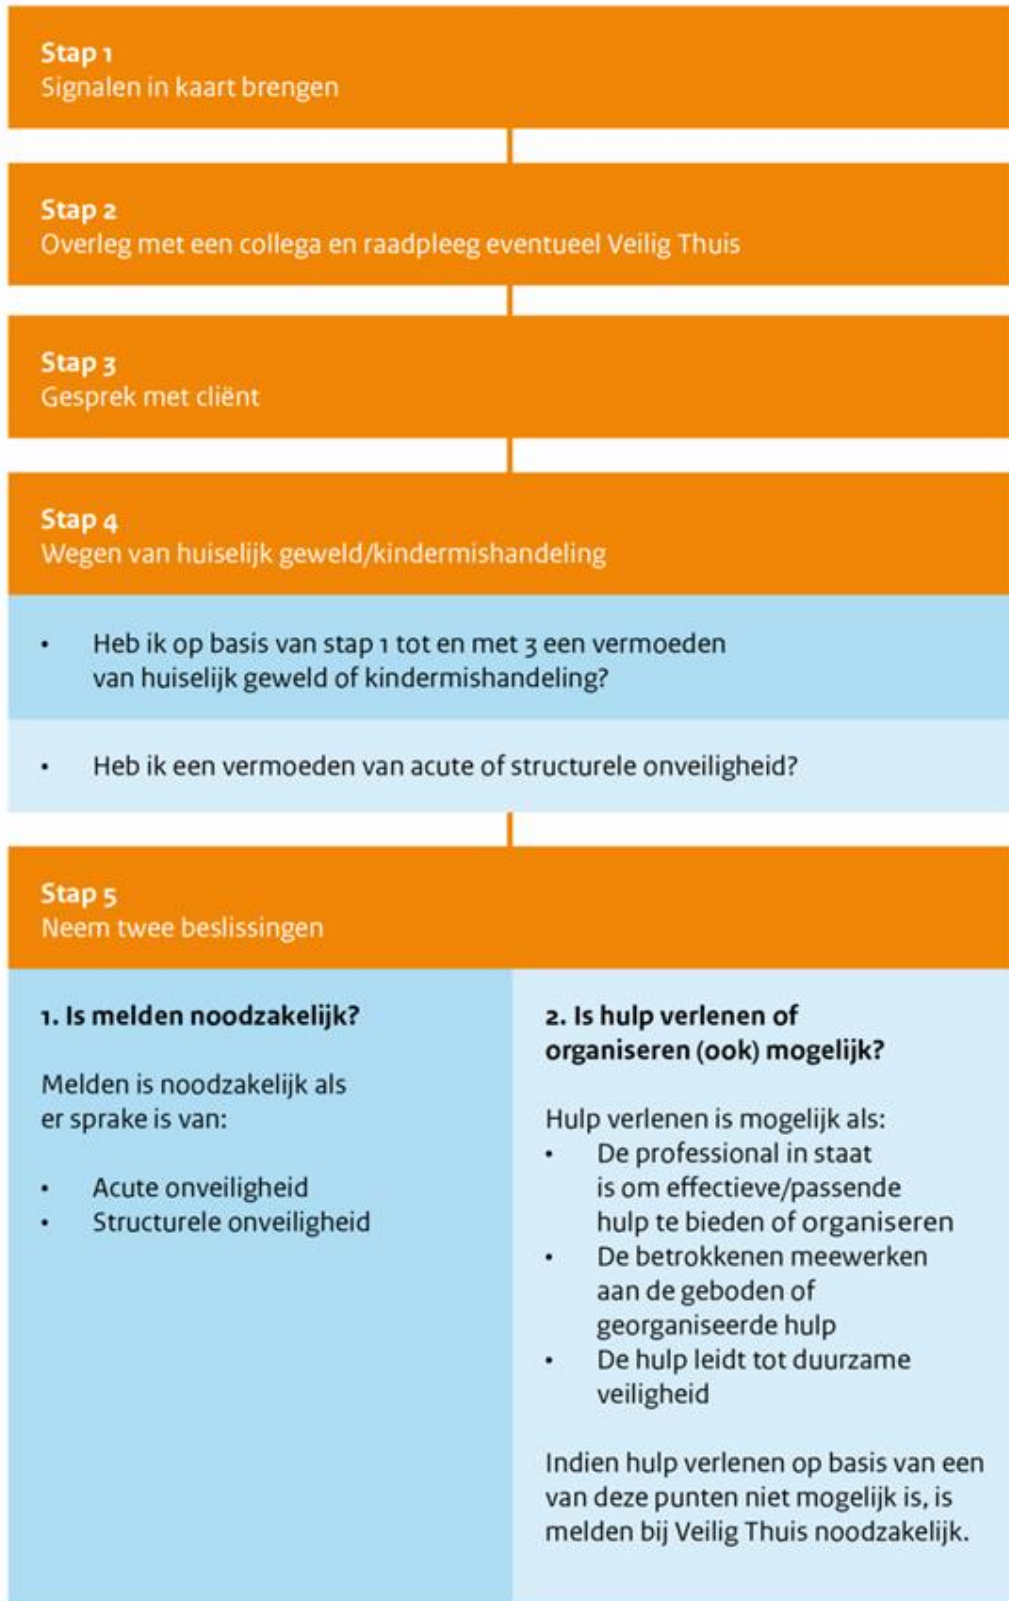 Stap 1
Signalen in kaart brengen
Stap 2
Overleg met een collega en raadpleeg eventueel Veilig Thuis
Stap 3
Gesprek met cliënt
Stap 4
Wegen van huiselijk geweld/kindermishandeling
• Heb ik op basis van stap 1 tot en met 3 een vermoeden
van huiselijk geweld of kindermishandeling?
• Heb ik een vermoeden van acute of structurele onveiligheid?
Stap 5
Neem twee beslissingen
1. Is melden noodzakelijk?
Melden is noodzakelijk als
er sprake is van:
• Acute onveiligheid
• Structurele onveiligheid
2. Is hulp verlenen of
organiseren (ook) mogelijk?
Hulp verlenen is mogelijk als:
• De professional in staat
is om effectieve/passende
hulp te bieden of organiseren
• De betrokkenen meewerken
aan de geboden of
georganiseerde hulp
• De hulp leidt tot duurzame
veiligheid
Indien hulp verlenen op basis van een
van deze punten niet mogelijk is, is
melden bij Veilig Thuis noodzakelijk.